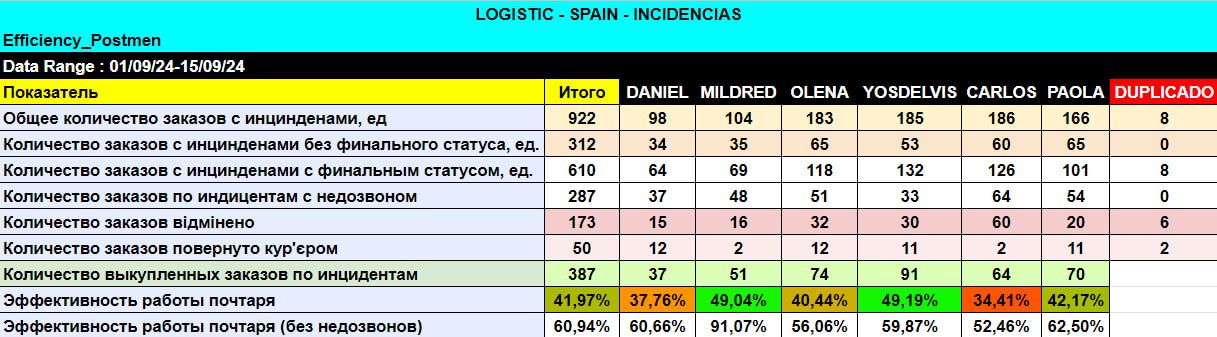 LOGISTIC - SPAIN - INCIDENCIAS
Efficiency_Postmen
Data Range : 01/09/24-15/09/24
Показатель Итого DANIEL MILDRED OLENA YOSDELVIS CARLOS PAOLA DUPLICADO
Общее количество заказов с инцинденами, ед 922 98 104 183 185 186 166 8
Количество заказов с инцинденами без финального статуса, ед. 312 34 35 65 53 60 65 0
Количество заказов с инцинденами с финальным статусом, ед. 610 64 69 118 132 126 101 8
Количество заказов по индицентам с недозвоном 287 37 48 51 33 64 54 0
Количество заказов відмінено 173 15 16 32 30 60 20 6
Количество заказов повернуто кур'єром 50 12 2 12 11 2 11 2
Количество выкупленных заказов по инцидентам 387 37 51 74 91 64 70
Эффективность работы почтаря 41,97% 37,76% 49,04% 40,44% 49,19% 34,41% 42,17%
Эффективность работы почтаря (без недозвонов) 60,94% 60,66% 91,07% 56,06% 59,87% 52,46% 62,50%